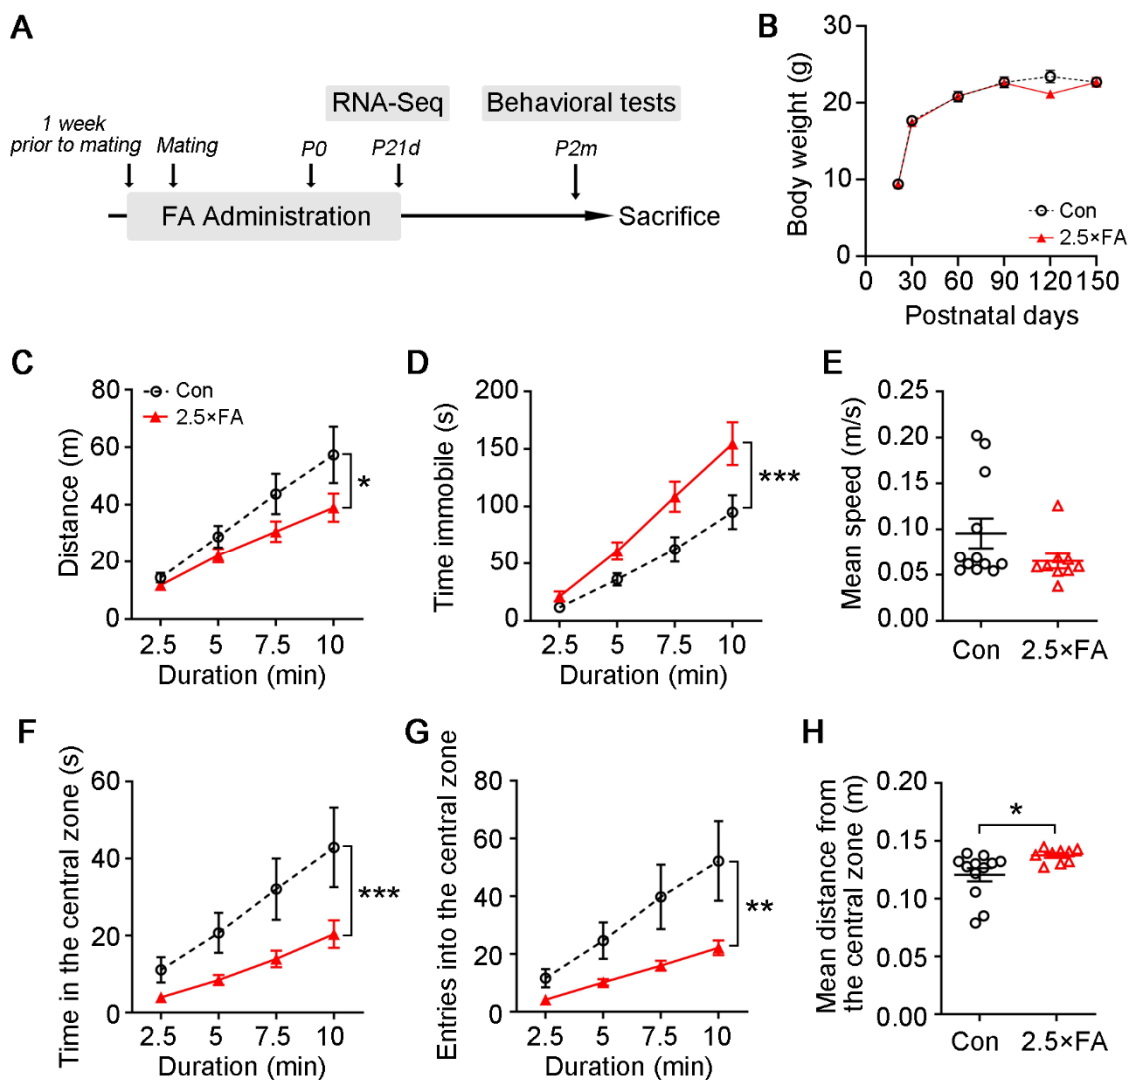 A
RNA-Seq
Behavioral tests
1 week
prior to mating
Mating
P0
P21d
P2m
FA Administration
Sacrifice
B
Body weight (g)
30
20
10
0
Con
2.5×FA
0 30 60 90 120 150
Postnatal days
C
Distance (m)
80
60
40
20
0
Con
2.5×FA
*
2.5 5 7.5 10
Duration (min)
D
Time immobile (s)
200
150
100
50
0
***
2.5 5 7.5 10
Duration (min)
E
Mean speed (m/s)
0.25
0.20
0.15
0.10
0.05
0.00
Con 2.5×FA
F
Time in the central zone (s)
60
40
20
0
***
2.5 5 7.5 10
Duration (min)
G
Entries into the central zone
80
60
40
20
0
**
2.5 5 7.5 10
Duration (min)
H
Mean distance from
the central zone (m)
0.20
0.15
0.10
0.05
0.00
*
Con 2.5×FA